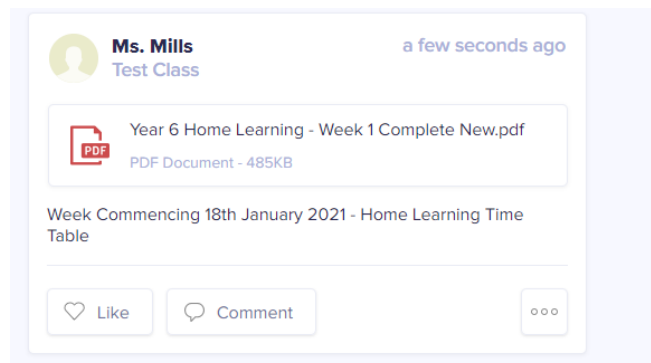 Ms. Mills
a few seconds ago
Test Class
Year 6 Home Learning - Week 1 Complete New.pdf
PDF
PDF Document - 485KB
Week Commencing 18th January 2021 - Home Learning Time
Table
Like
Comment